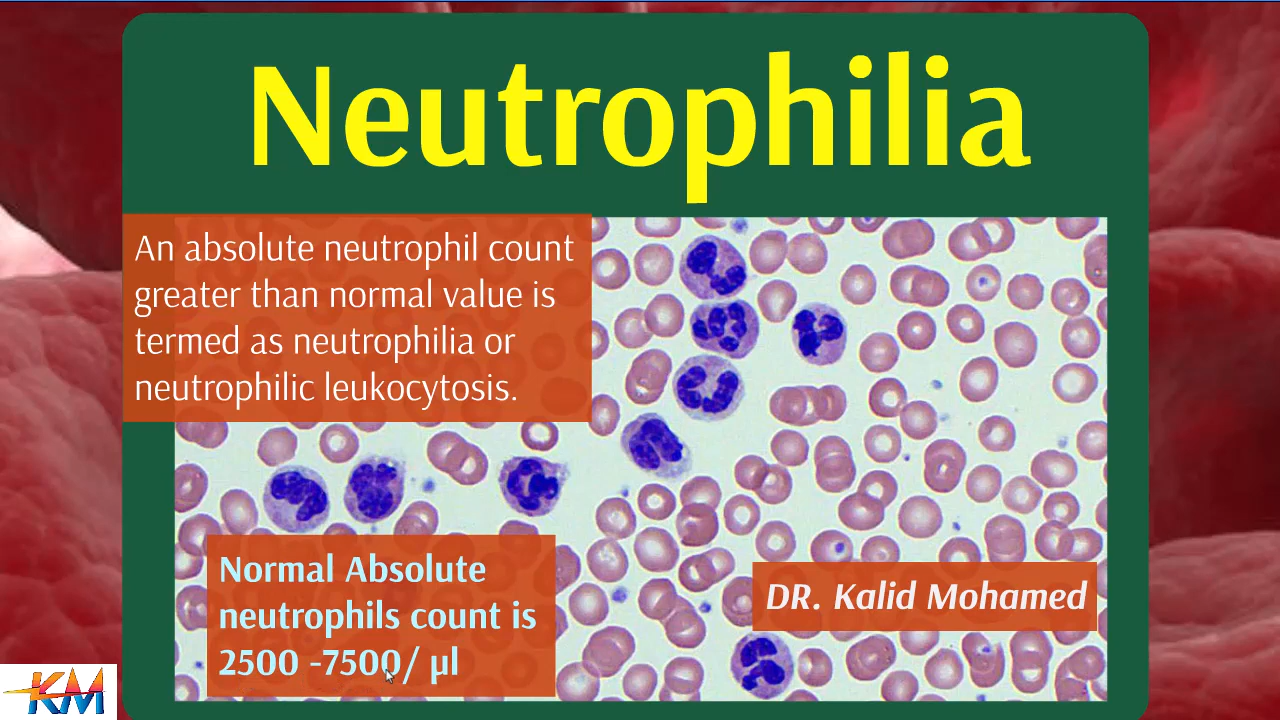 Neutrophilia
An absolute neutrophil count
greater than normal value is
termed as neutrophilia or
neutrophilic leukocytosis.
Normal Absolute
neutrophils count is
2500 -7500/ µl
DR. Kalid Mohamed
KM